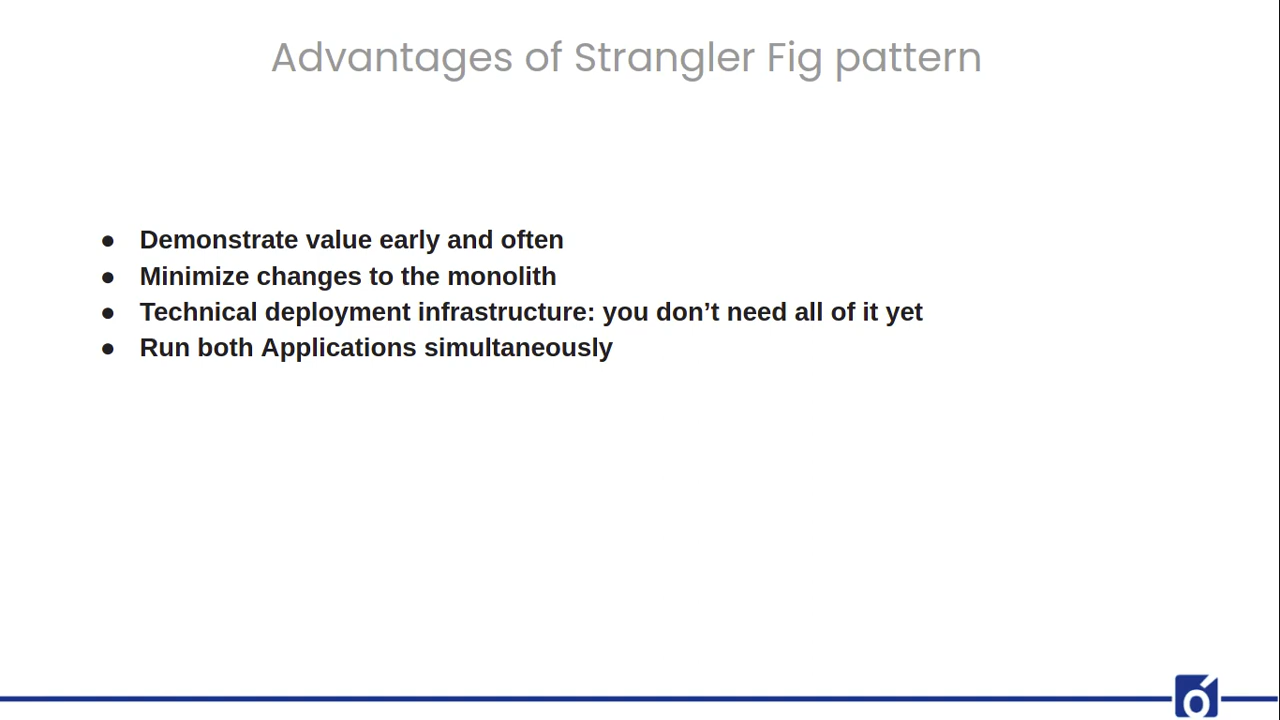 Advantages of Strangler Fig pattern
● Demonstrate value early and often
● Minimize changes to the monolith
● Technical deployment infrastructure: you don’t need all of it yet
● Run both Applications simultaneously